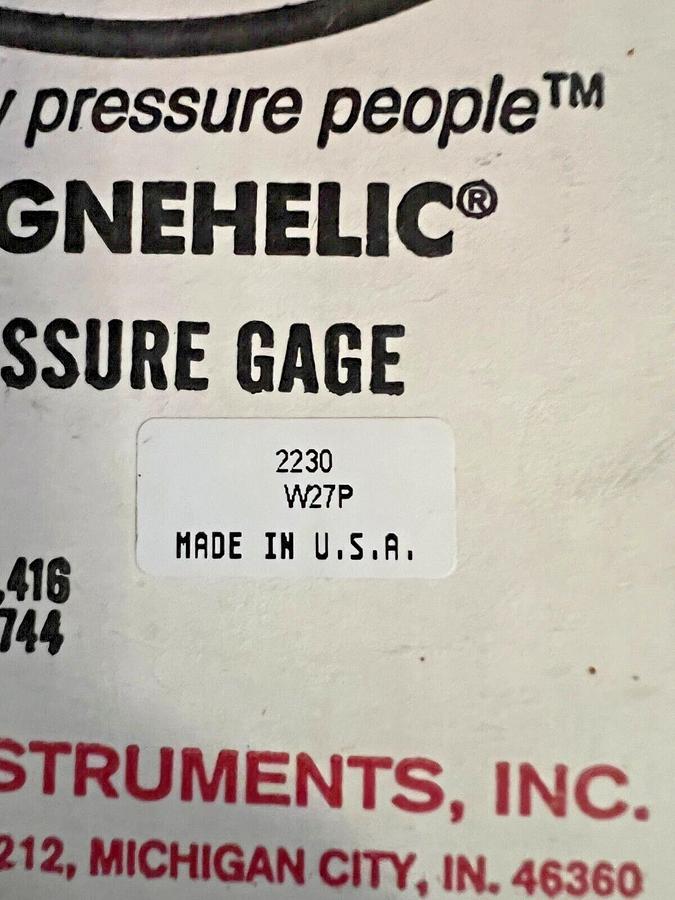 pressure people™
GNEHELIC®
SSURE GAGE
2230
W27P
MADE IN U.S.A.
,416
744
STRUMENTS, INC.
212, MICHIGAN CITY, IN. 46360